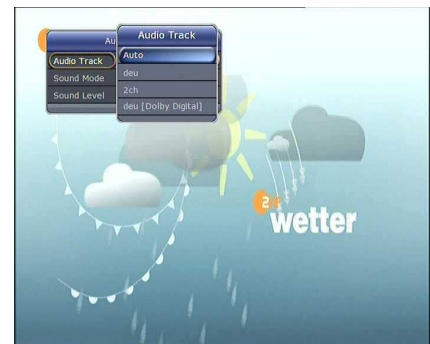 Au
Audio Track
Audio Track
Auto
Sound Mode
deu
2ch
Sound Level
deu [Dolby Digital]
2
wetter